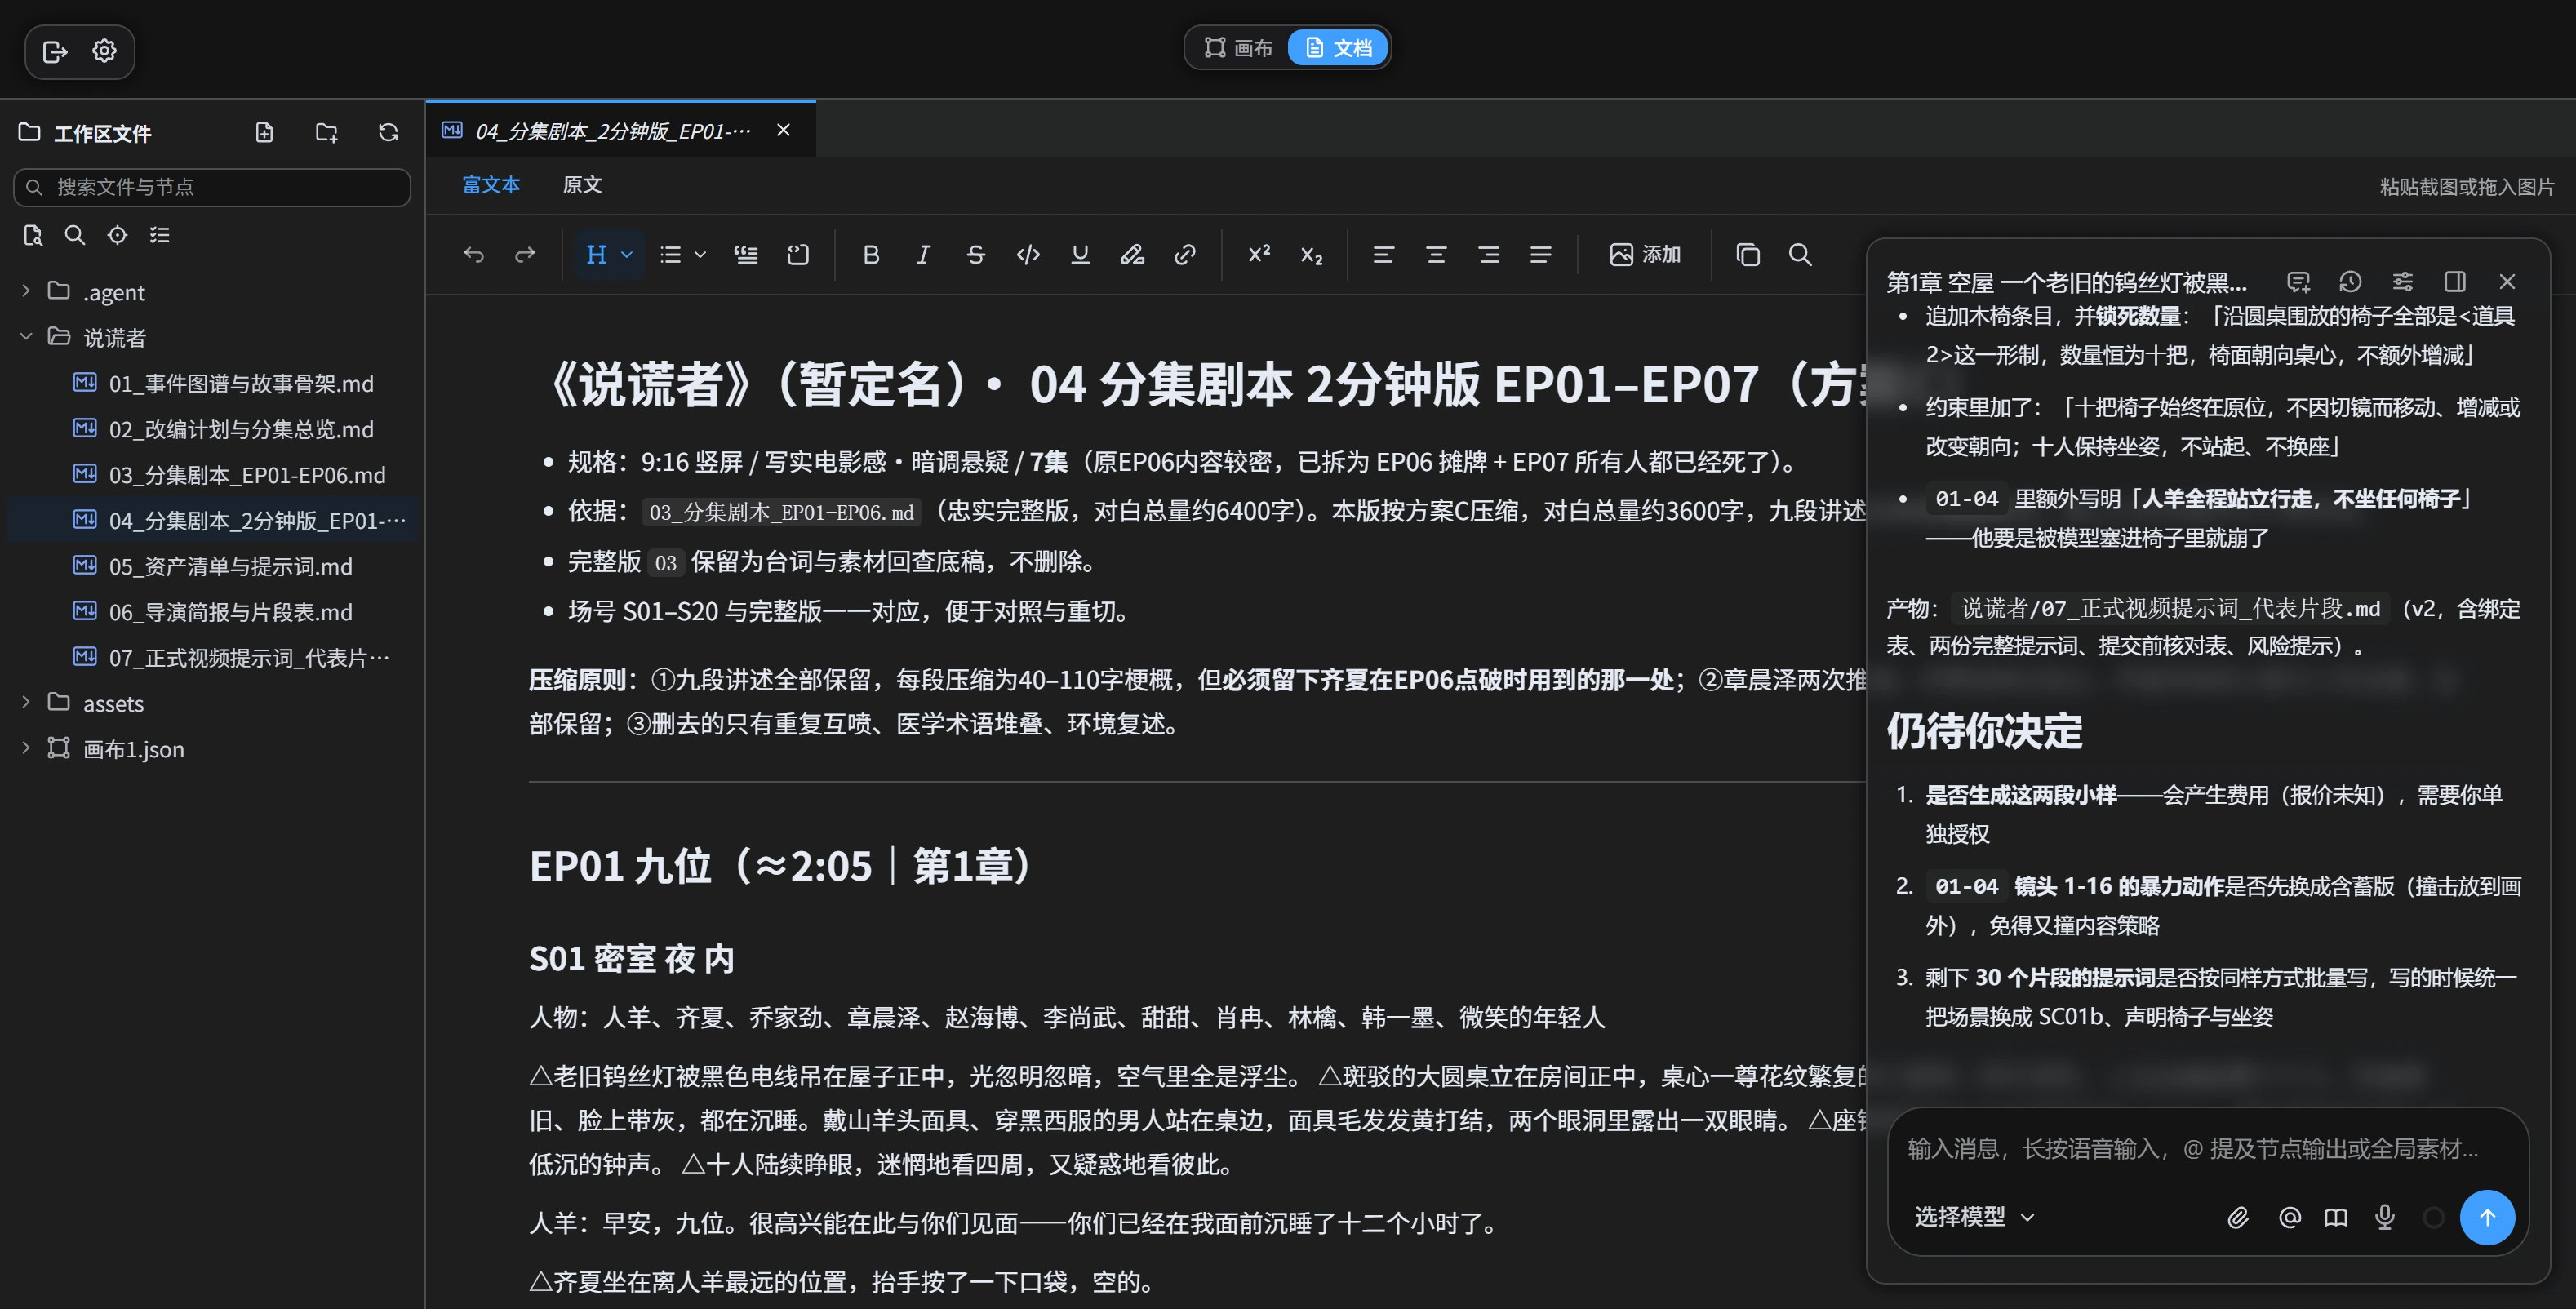 画布
文档
工作区文件
搜索文件与节点
.agent
说谎者
01_事件图谱与故事骨架.md
02_改编计划与分集总览.md
03_分集剧本_EP01-EP06.md
04_分集剧本_2分钟版_EP01-···
05_资产清单与提示词.md
06_导演简报与片段表.md
07_正式视频提示词_代表片···
assets
画布1.json
04_分集剧本_2分钟版_EP01-···
富文本
原文
粘贴截图或拖入图片
添加
《说谎者》（暂定名）· 04 分集剧本 2分钟版 EP01–EP07（方
规格：9:16 竖屏 / 写实电影感·暗调悬疑 / 7集（原EP06内容较密，已拆为 EP06 摊牌 + EP07 所有人都已经死了）。
依据：03_分集剧本_EP01-EP06.md（忠实完整版，对白总量约6400字）。本版按方案C压缩，对白总量约3600字，九段讲述
完整版 03 保留为台词与素材回查底稿，不删除。
场号 S01–S20 与完整版一一对应，便于对照与重切。
压缩原则：①九段讲述全部保留，每段压缩为40–110字梗概，但必须留下齐夏在EP06点破时用到的那一处；②章晨泽两次推
部保留；③删去的只有重复互喷、医学术语堆叠、环境复述。
EP01 九位（≈2:05｜第1章）
S01 密室 夜 内
人物：人羊、齐夏、乔家劲、章晨泽、赵海博、李尚武、甜甜、肖冉、林檎、韩一墨、微笑的年轻人
△老旧钨丝灯被黑色电线吊在屋子正中，光忽明忽暗，空气里全是浮尘。 △斑驳的大圆桌立在房间正中，桌心一尊花纹繁复的
旧、脸上带灰，都在沉睡。戴山羊头面具、穿黑西服的男人站在桌边，面具毛发发黄打结，两个眼洞里露出一双眼睛。 △座钟
低沉的钟声。 △十人陆续睁眼，迷惘地看四周，又疑惑地看彼此。
人羊：早安，九位。很高兴能在此与你们见面——你们已经在我面前沉睡了十二个小时了。
△齐夏坐在离人羊最远的位置，抬手按了一下口袋，空的。
第1章 空屋 一个老旧的钨丝灯被黑...
追加木椅条目，并锁死数量：「沿圆桌围放的椅子全部是<道具
2>这一形制，数量恒为十把，椅面朝向桌心，不额外增减」
约束里加了：「十把椅子始终在原位，不因切镜而移动、增减或
改变朝向；十人保持坐姿，不站起、不换座」
01-04 里额外写明「人羊全程站立行走，不坐任何椅子」
——他要是被模型塞进椅子里就崩了
产物：说谎者/07_正式视频提示词_代表片段.md（v2，含绑定
表、两份完整提示词、提交前核对表、风险提示）。
仍待你决定
1. 是否生成这两段小样——会产生费用（报价未知），需要你单
独授权
2. 01-04 镜头 1-16 的暴力动作是否先换成含蓄版（撞击放到画
外），免得又撞内容策略
3. 剩下 30 个片段的提示词是否按同样方式批量写，写的时候统一
把场景换成 SC01b、声明椅子与坐姿
输入消息，长按语音输入，@ 提及节点输出或全局素材...
选择模型